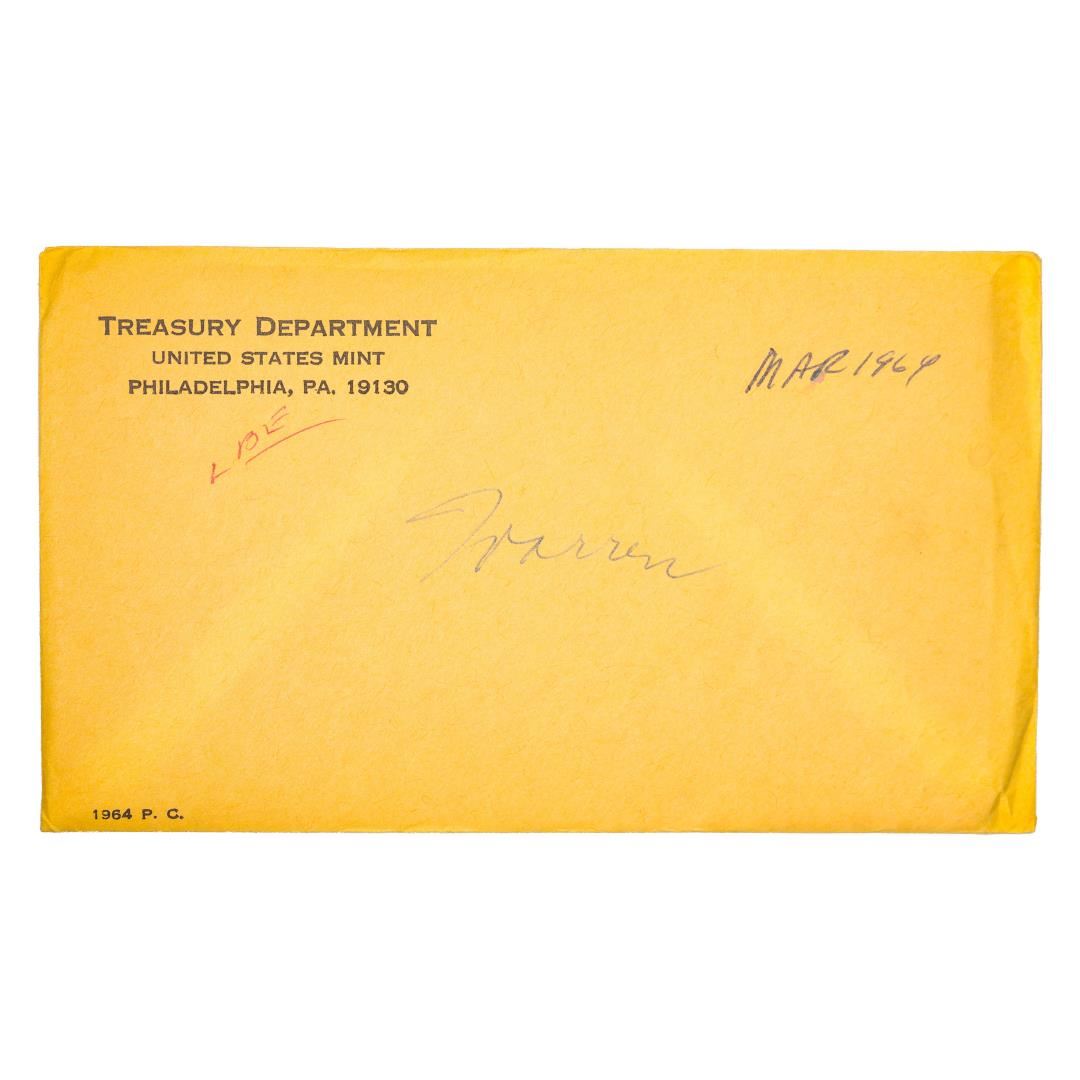 TREASURY DEPARTMENT
UNITED STATES MINT
PHILADELPHIA, PA. 19130
MAR 1964
Warren
1964 P. C.